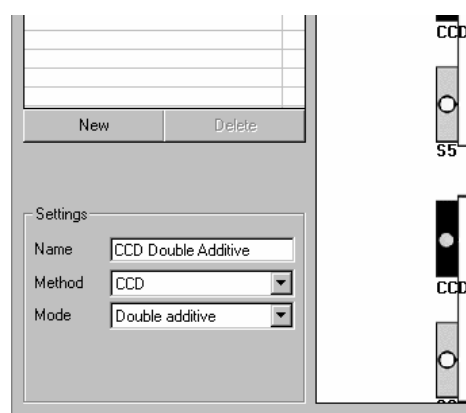 CCD
S5
New Delete
Settings
Name CCD Double Additive
Method CCD
CCD
Mode Double additive